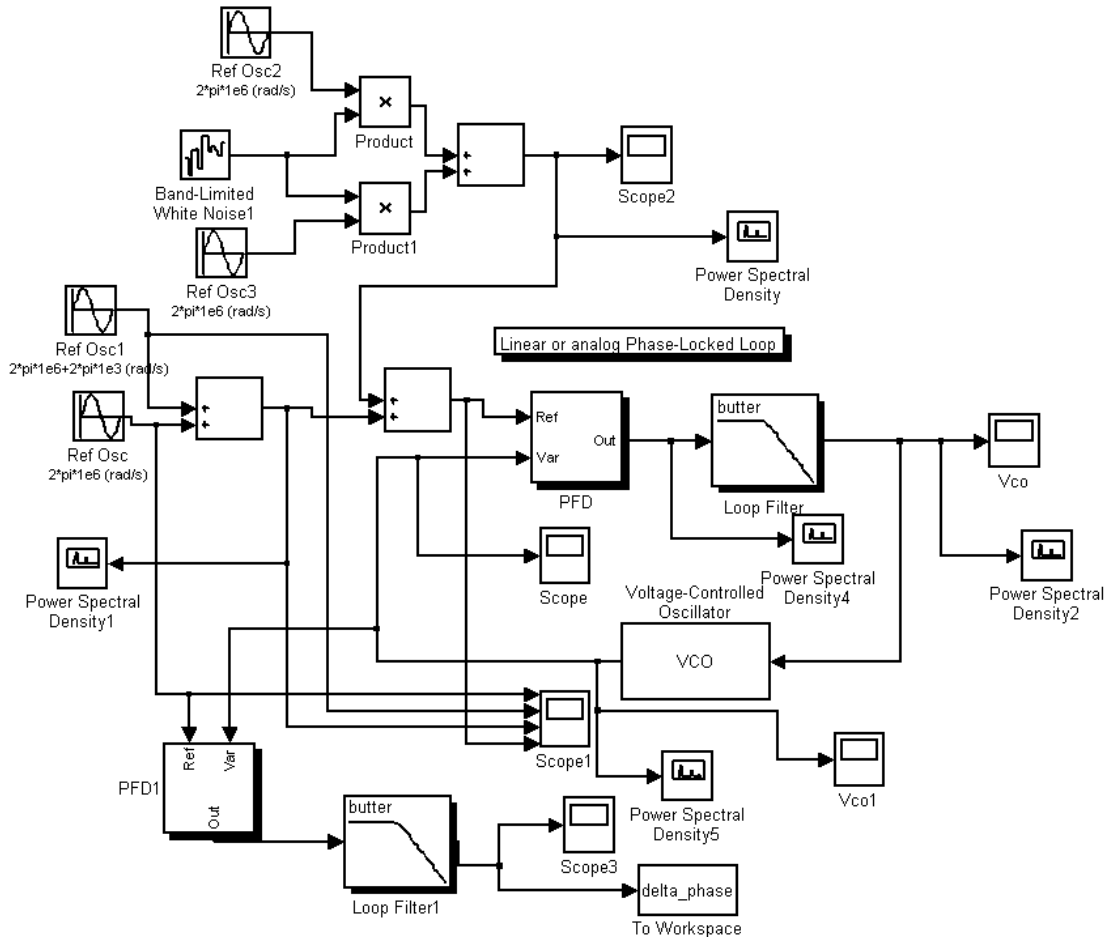 Ref Osc2
2*pi*1e6 (rad/s)
×
Product
Band-Limited
White Noise1
×
Product1
+
+
Scope2
Ref Osc3
2*pi*1e6 (rad/s)
Power Spectral
Density
Ref Osc1
2*pi*1e6+2*pi*1e3 (rad/s)
Linear or analog Phase-Locked Loop
+
+
+
+
Ref Osc
2*pi*1e6 (rad/s)
Ref
Var
Out
PFD
butter
Loop Filter
Vco
Power Spectral
Density1
Scope
Power Spectral
Density4
Power Spectral
Density2
Voltage-Controlled
Oscillator
VCO
Scope1
Ref
Var
Out
PFD1
Power Spectral
Density5
Vco1
butter
Loop Filter1
Scope3
delta_phase
To Workspace